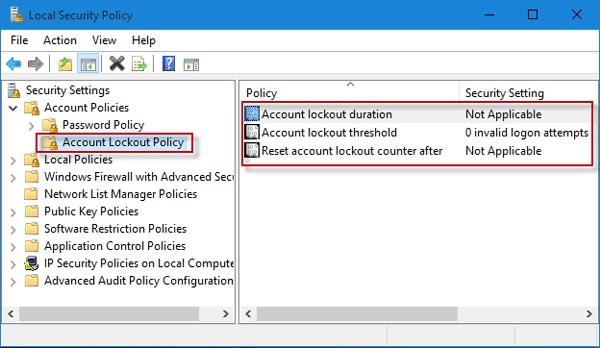 Local Security Policy
File Action View Help
Security Settings
Account Policies
Password Policy
Account Lockout Policy
Local Policies
Windows Firewall with Advanced Secu
Network List Manager Policies
Public Key Policies
Software Restriction Policies
Application Control Policies
IP Security Policies on Local Compute
Advanced Audit Policy Configuration
Policy Security Setting
Account lockout duration Not Applicable
Account lockout threshold 0 invalid logon attempts
Reset account lockout counter after Not Applicable